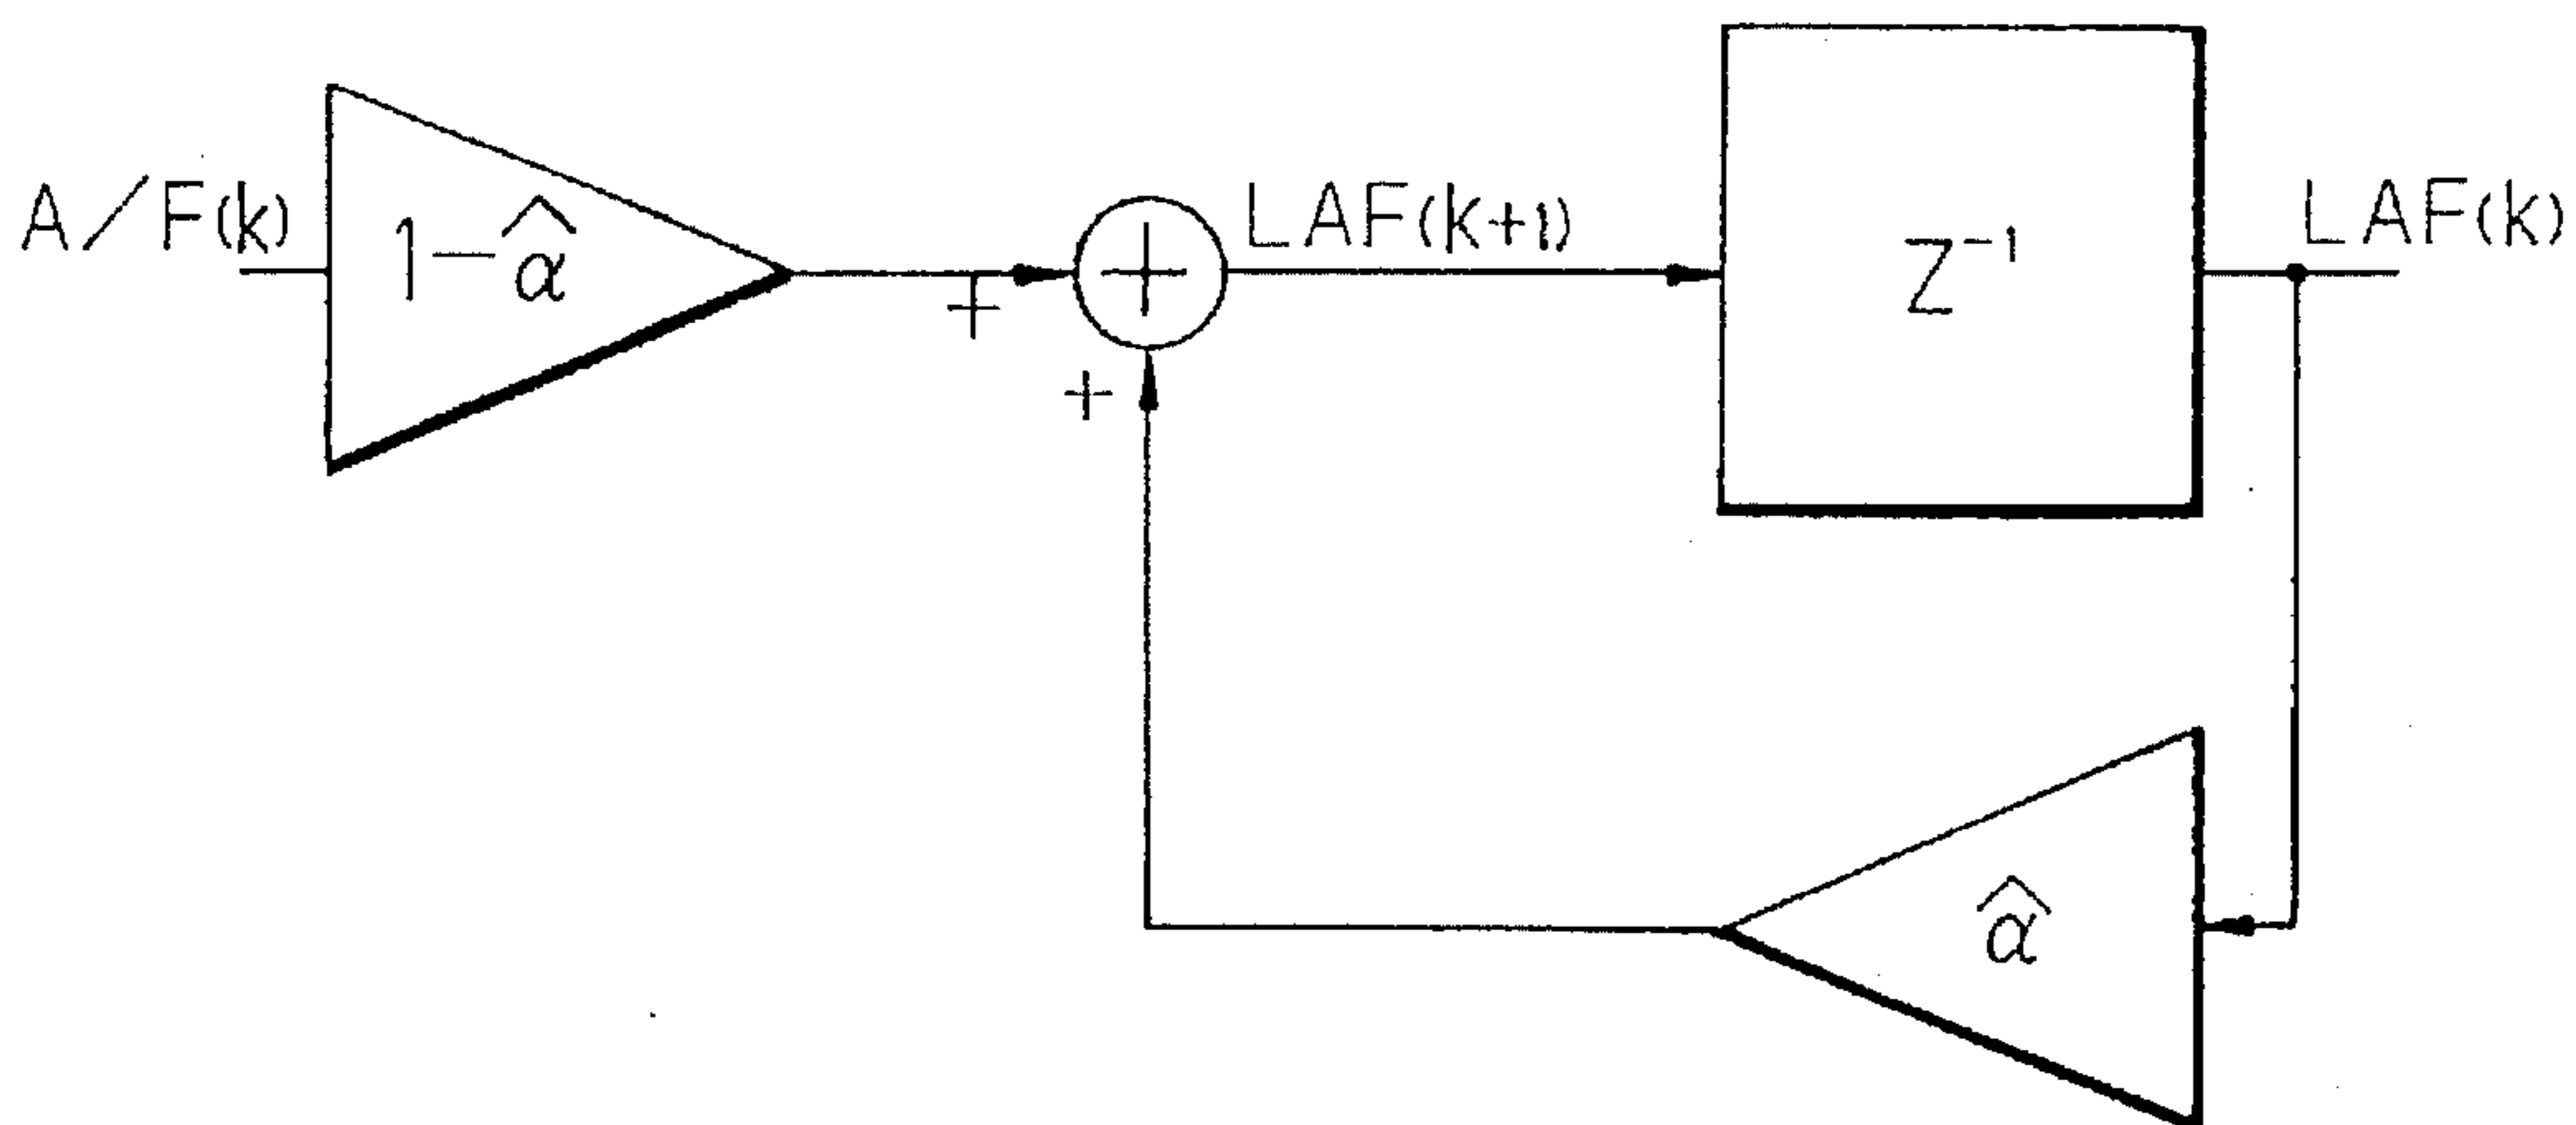 A/F(k)
1-α̂
+
+
+
LAF(k+1)
Z⁻¹
LAF(k)
α̂